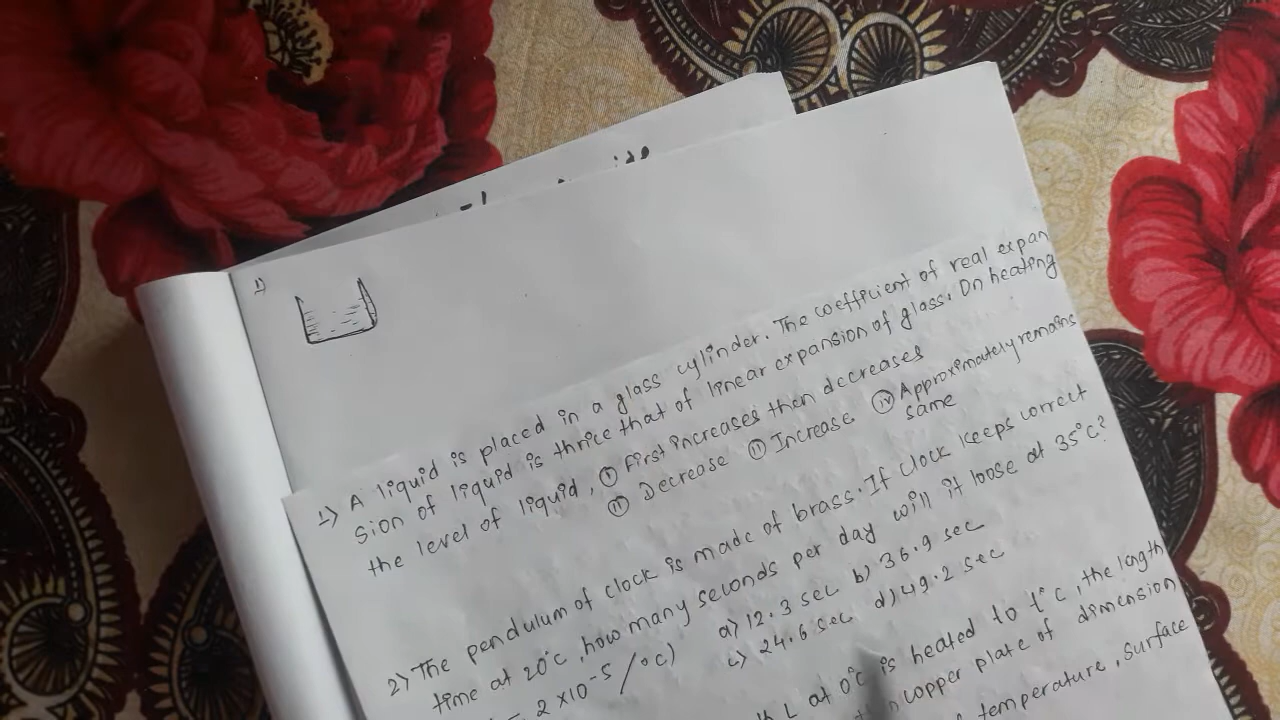 1)
1) A liquid is placed in a glass cylinder. The coefficient of real expan
sion of liquid is thrice that of linear expansion of glass. On heating
the level of liquid, (i) First increases then decreases
(ii) Decrease (ii) Increase (iv) Approximately remains
same
2) The pendulum of clock is made of brass. If clock keeps correct
time at 20°C, how many seconds per day will it loose at 35°C?
= 2 x10-5 /°C) a) 12.3 sec b) 36.9 sec
c) 24.6 sec d) 49.2 sec
L at 0°C is heated to t°C, the length
copper plate of dimension
temperature, surface